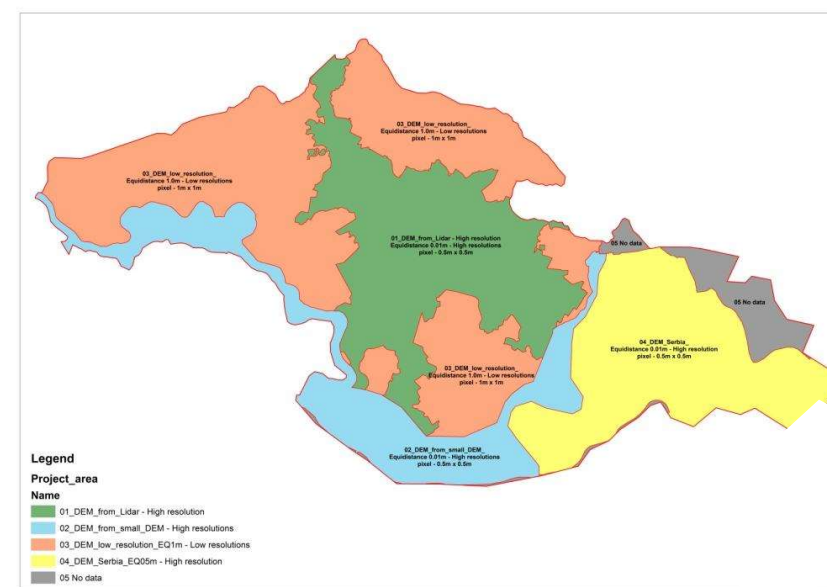 03_DEM_low_resolution_
Equidistance 1.0m - Low resolutions
pixel - 1m x 1m
03_DEM_low_resolution_
Equidistance 1.0m - Low resolutions
pixel - 1m x 1m
01_DEM_from_Lidar - High resolution
Equidistance 0.01m - High resolutions
pixel - 0.5m x 0.5m
05 No data
05 No data
04_DEM_Serbia_
Equidistance 0.01m - High resolution
pixel - 0.5m x 0.5m
03_DEM_low_resolution_
Equidistance 1.0m - Low resolutions
pixel - 1m x 1m
02_DEM_from_small_DEM_
Equidistance 0.01m - High resolutions
pixel - 0.5m x 0.5m
Legend
Project_area
Name
01_DEM_from_Lidar - High resolution
02_DEM_from_small_DEM - High resolutions
03_DEM_low_resolution_EQ1m - Low resolutions
04_DEM_Serbia_EQ05m - High resolution
05 No data